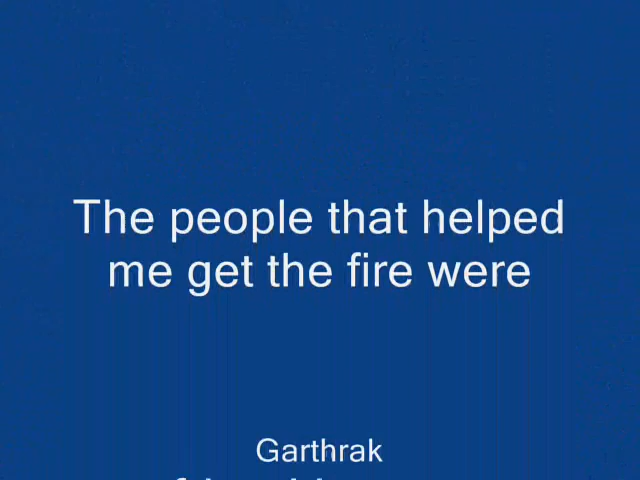 The people that helped
me get the fire were
Garthrak